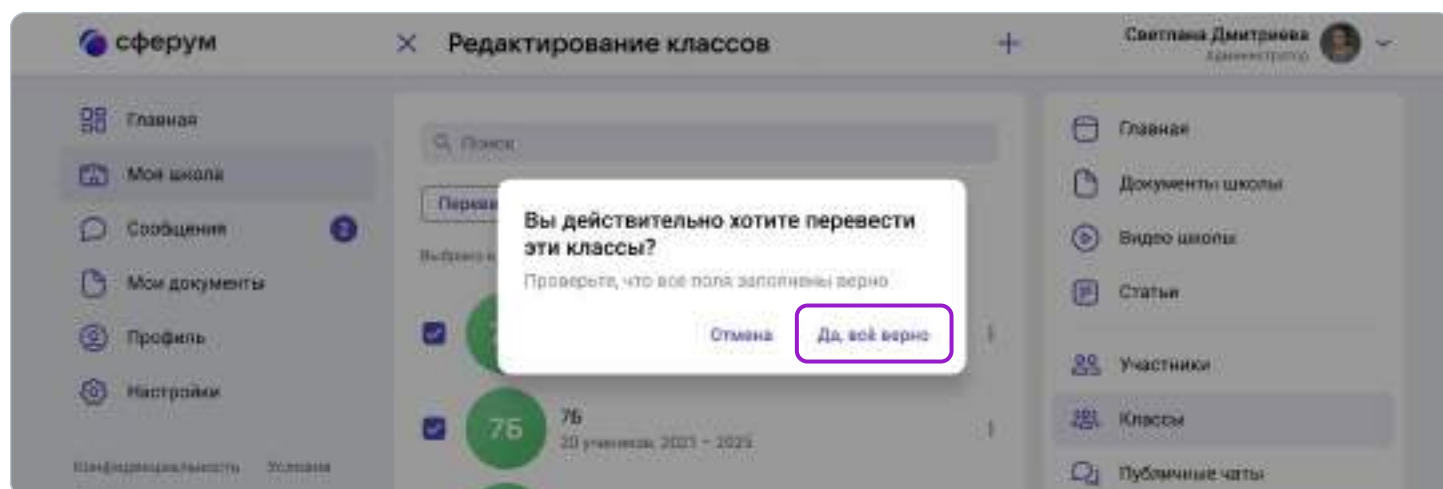 сферум
Редактирование классов
Светлана Дмитриева
Администратор
Главная
Моя школа
Сообщения
2
Мои документы
Профиль
Настройки
Конфиденциальность Условия
Поиск
Вы действительно хотите перевести
эти классы?
Проверьте, что все поля заполнены верно
Отмена Да, всё верно
7Б
7Б
20 учеников, 2021 – 2025
Главная
Документы школы
Видео школы
Статьи
Участники
Классы
Публичные чаты